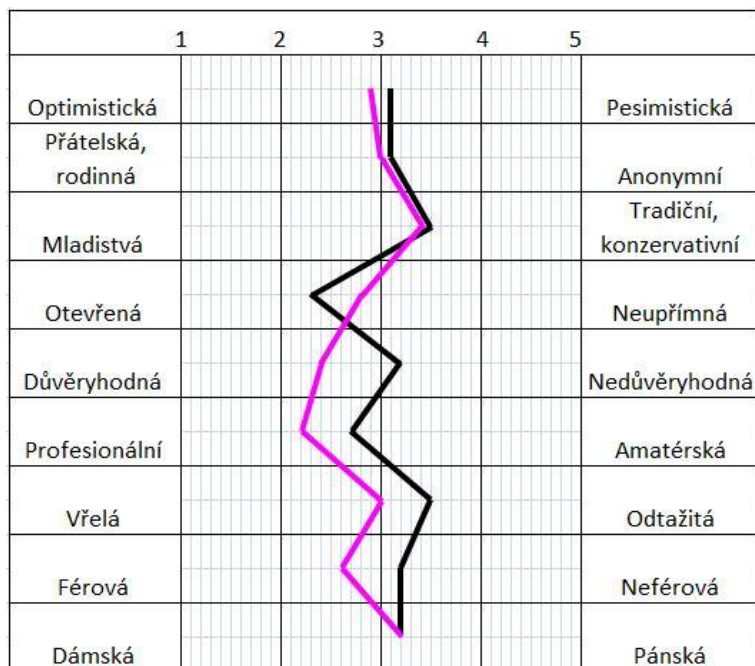 1 2 3 4 5
Optimistická Pesimistická
Přátelská,
rodinná Anonymní
Mladistvá Tradiční,
konzervativní
Otevřená Neupřímná
Důvěryhodná Nedůvěryhodná
Profesionální Amatérská
Vřelá Odtažitá
Férová Neférová
Dámská Pánská